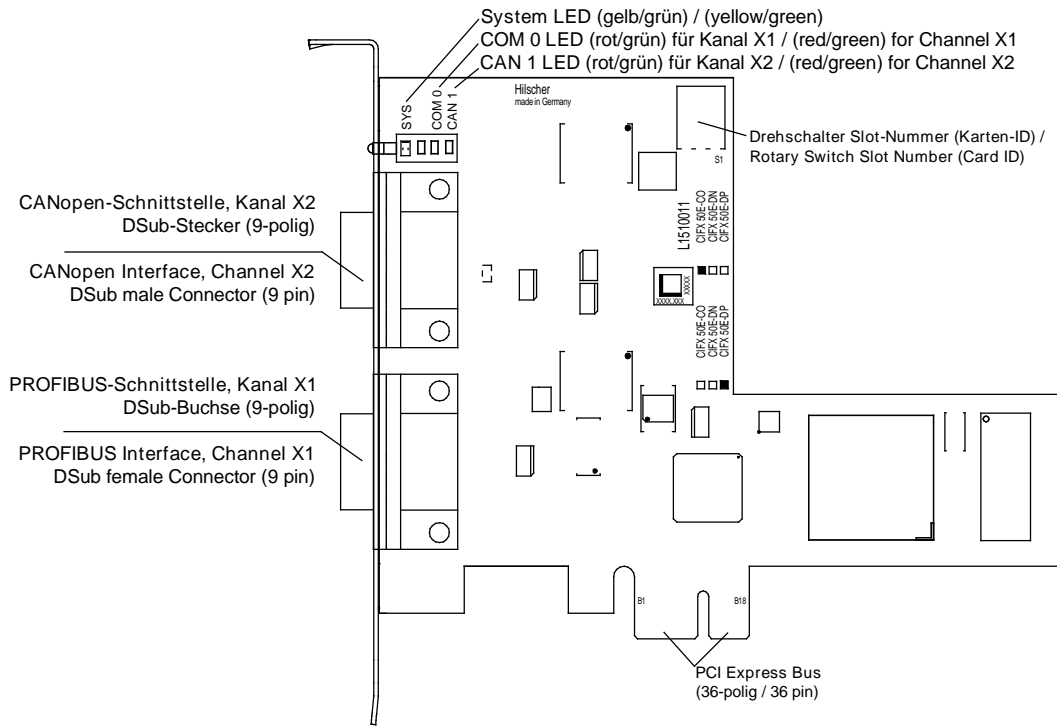 System LED (gelb/grün) / (yellow/green)
COM 0 LED (rot/grün) für Kanal X1 / (red/green) for Channel X1
CAN 1 LED (rot/grün) für Kanal X2 / (red/green) for Channel X2
SYS
COM 0
CAN 1
Hilscher
made in Germany
S1
Drehschalter Slot-Nummer (Karten-ID) /
Rotary Switch Slot Number (Card ID)
CANopen-Schnittstelle, Kanal X2
DSub-Stecker (9-polig)
CANopen Interface, Channel X2
DSub male Connector (9 pin)
L1510011
CIFX 50E-CO
CIFX 50E-DN
CIFX 50E-DP
XXXXX
XXXX.XXX
CIFX 50E-CO
CIFX 50E-DN
CIFX 50E-DP
PROFIBUS-Schnittstelle, Kanal X1
DSub-Buchse (9-polig)
PROFIBUS Interface, Channel X1
DSub female Connector (9 pin)
B1
B18
PCI Express Bus
(36-polig / 36 pin)